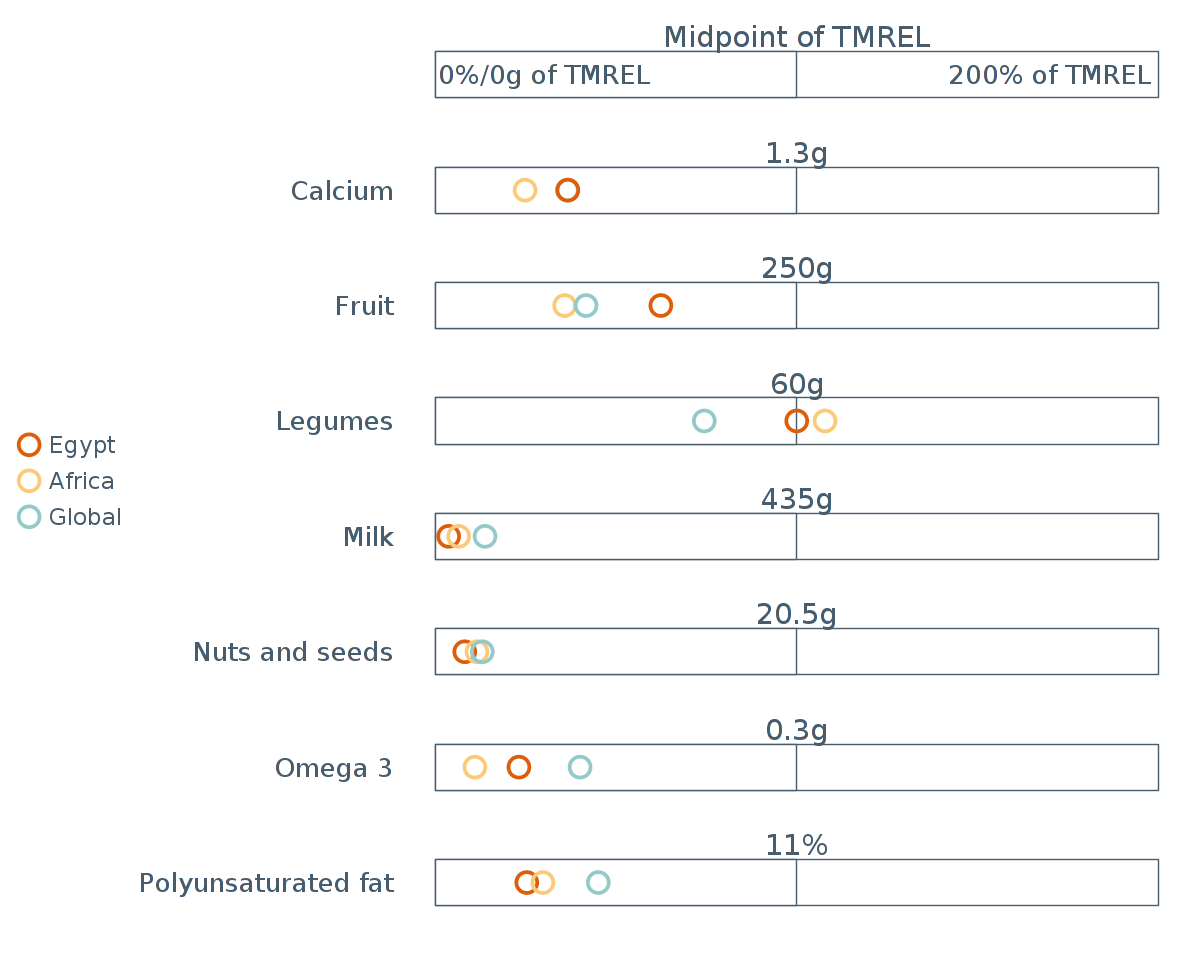 Midpoint of TMREL
0%/0g of TMREL
200% of TMREL
1.3g
Calcium
250g
Fruit
60g
Legumes
Egypt
Africa
Global
435g
Milk
20.5g
Nuts and seeds
0.3g
Omega 3
11%
Polyunsaturated fat